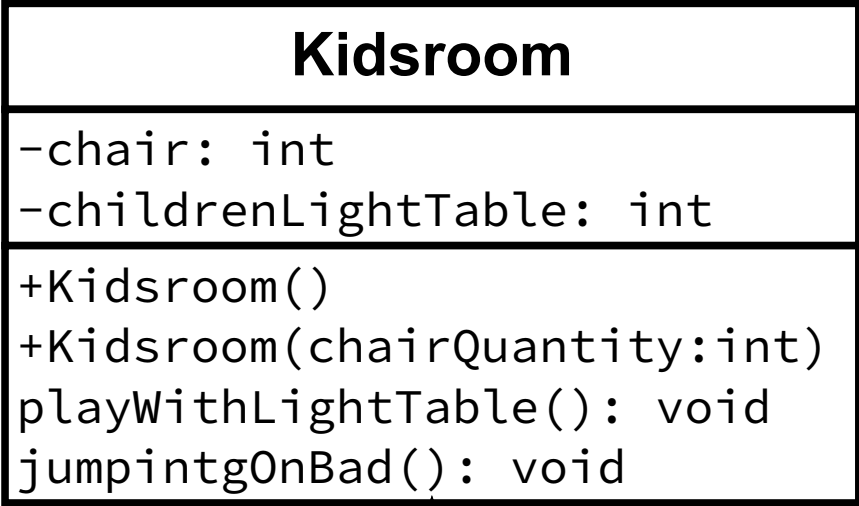 Kidsroom
-chair: int
-childrenLightTable: int
+Kidsroom()
+Kidsroom(chairQuantity:int)
playWithLightTable(): void
jumpintgOnBad(): void